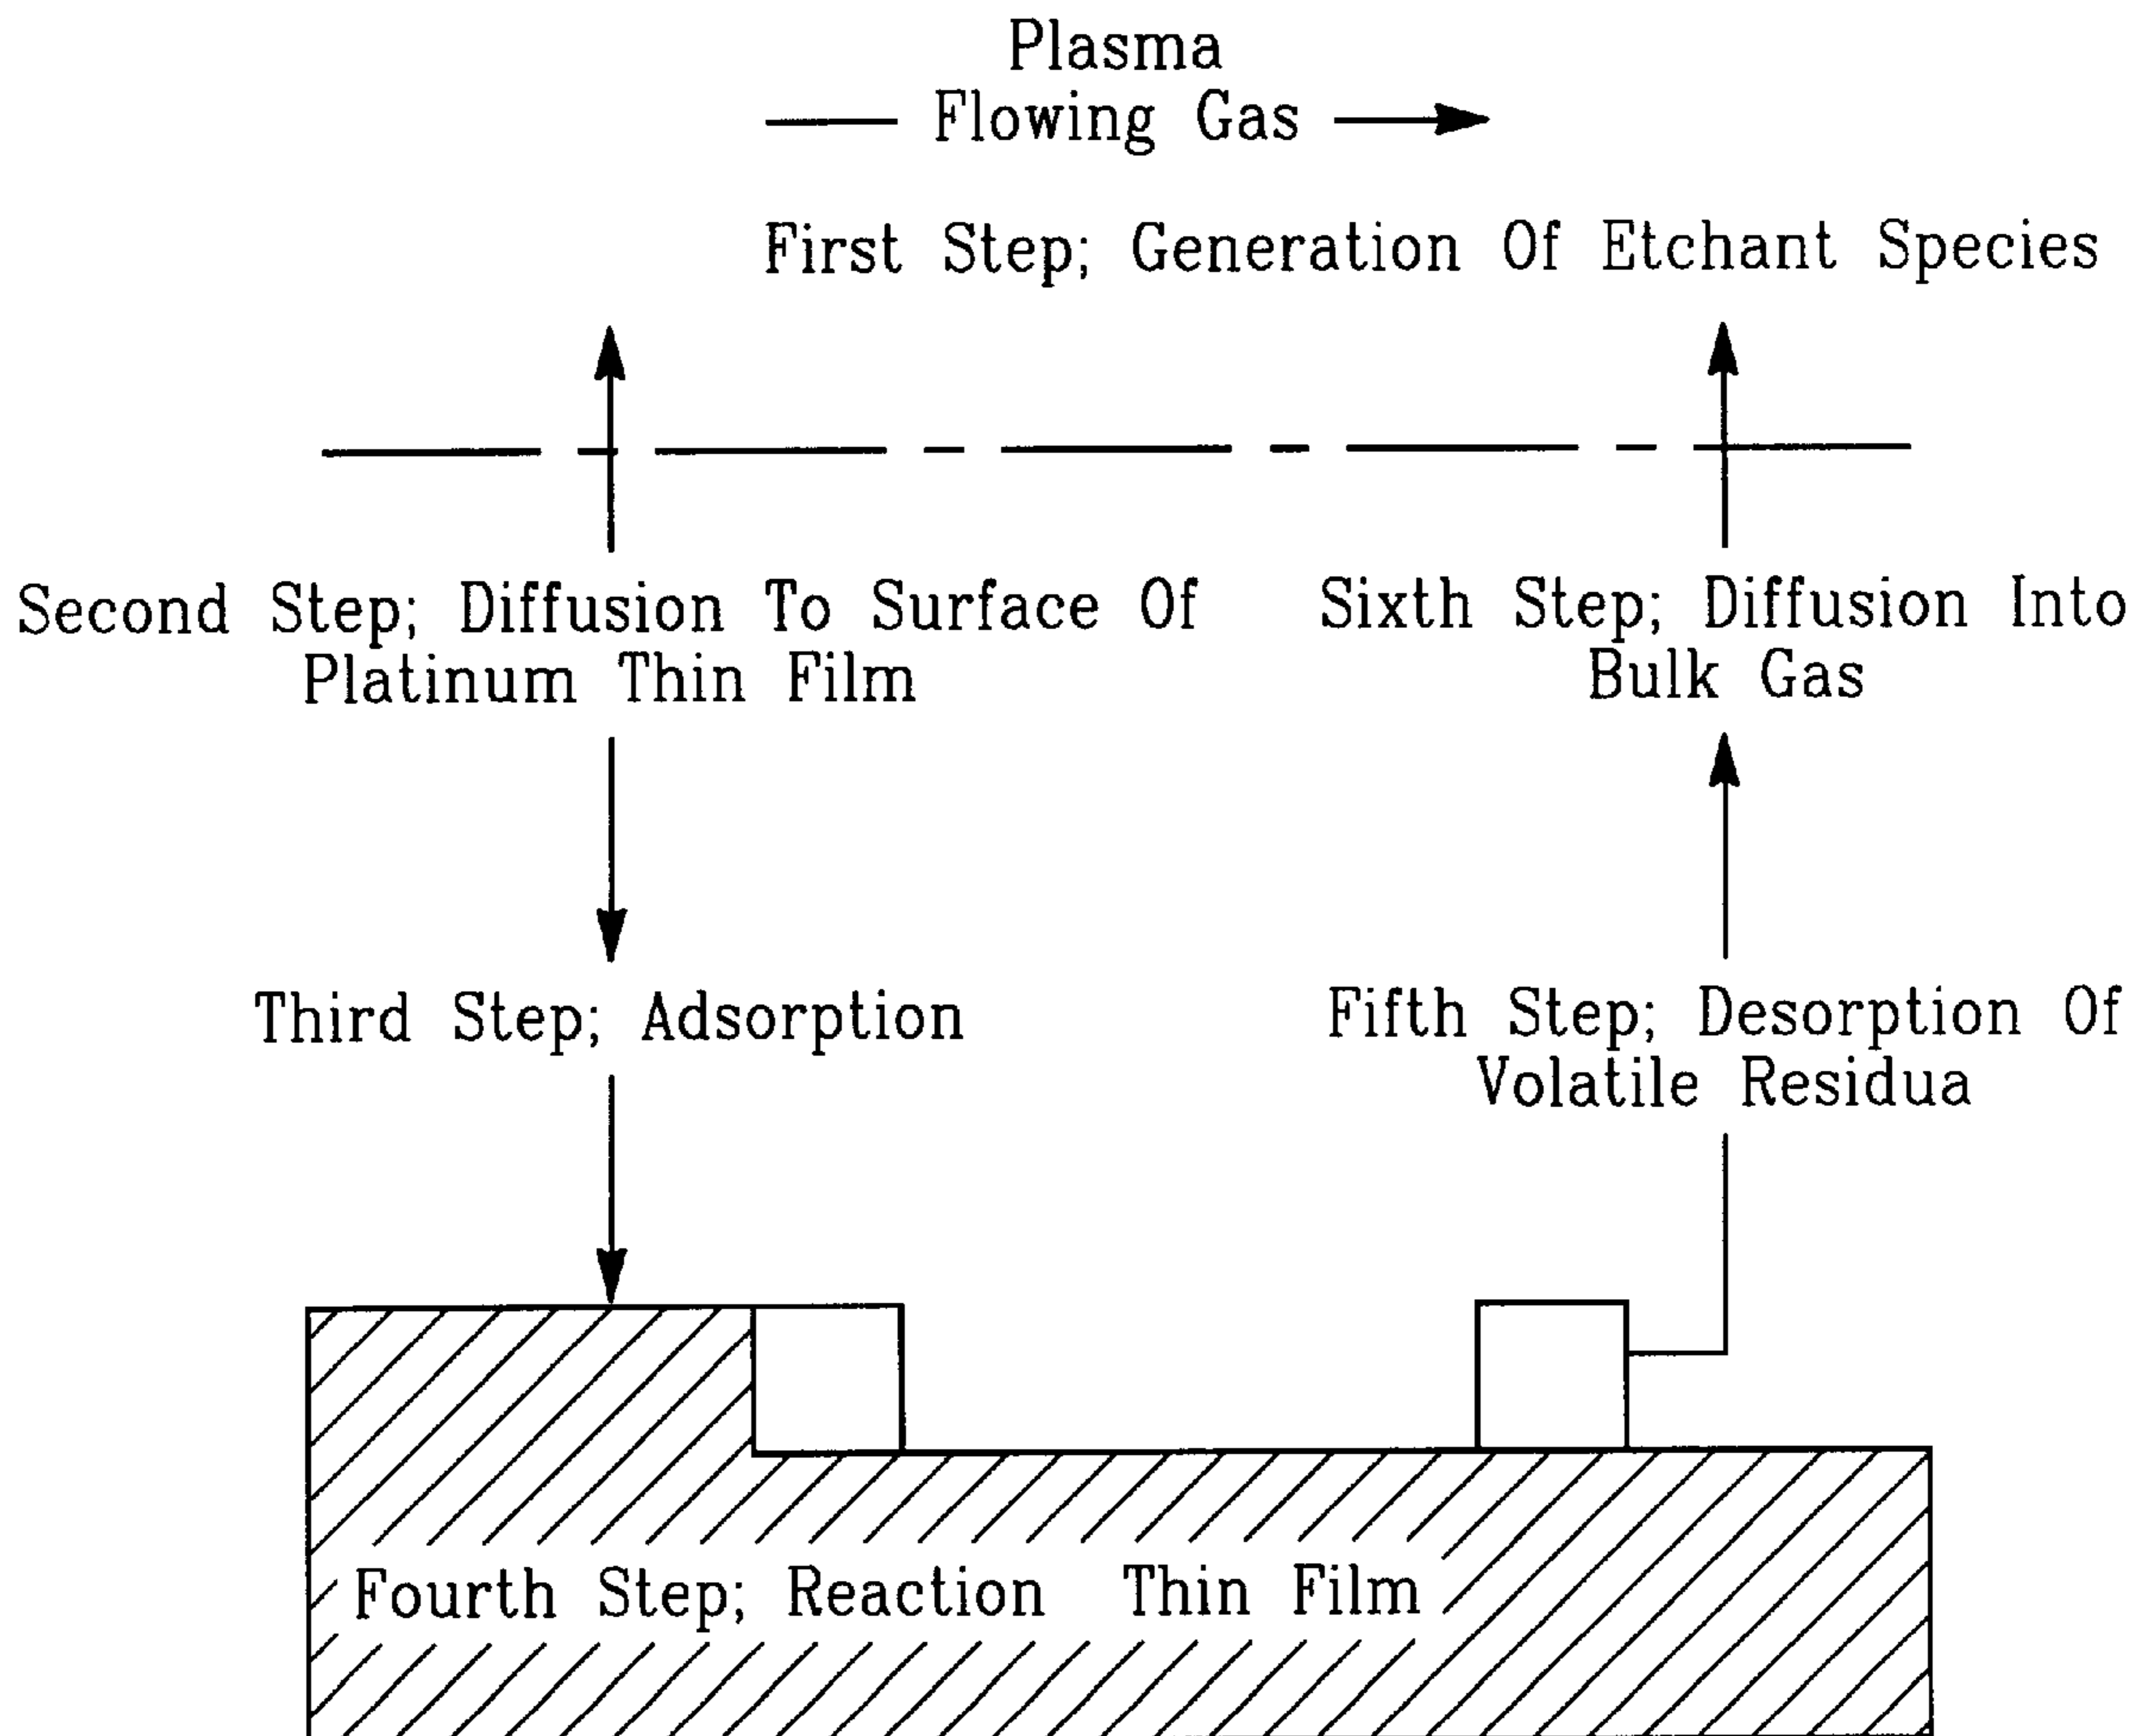 Plasma
Flowing Gas
First Step; Generation Of Etchant Species
Second Step; Diffusion To Surface Of
Platinum Thin Film
Sixth Step; Diffusion Into
Bulk Gas
Third Step; Adsorption
Fifth Step; Desorption Of
Volatile Residua
Fourth Step; Reaction Thin Film